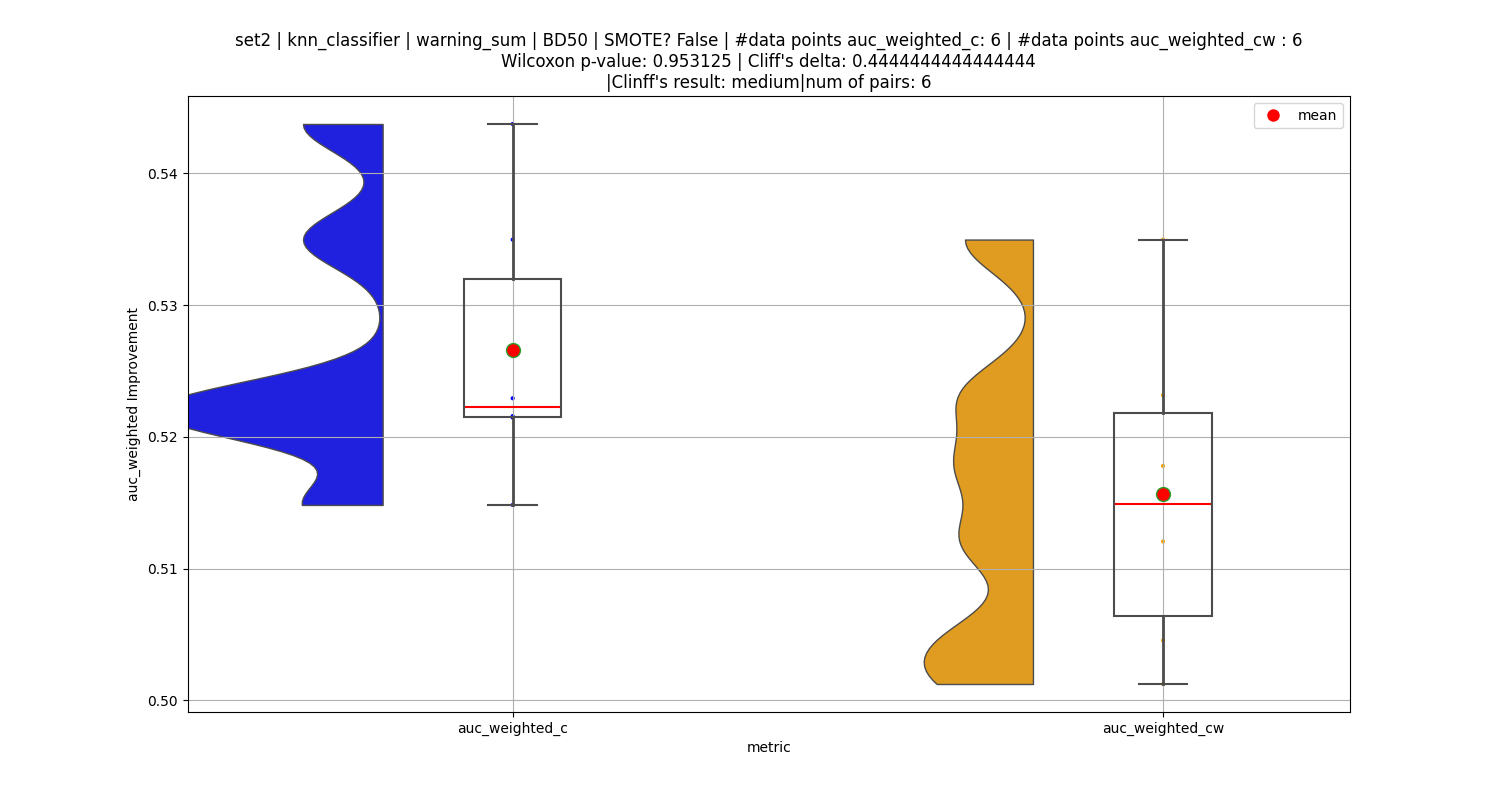 set2 | knn_classifier | warning_sum | BD50 | SMOTE? False | #data points auc_weighted_c: 6 | #data points auc_weighted_cw : 6
Wilcoxon p-value: 0.953125 | Cliff's delta: 0.4444444444444444
|Clinff's result: medium|num of pairs: 6
mean
0.54
0.53
0.52
0.51
0.50
auc_weighted Improvement
auc_weighted_c
auc_weighted_cw
metric